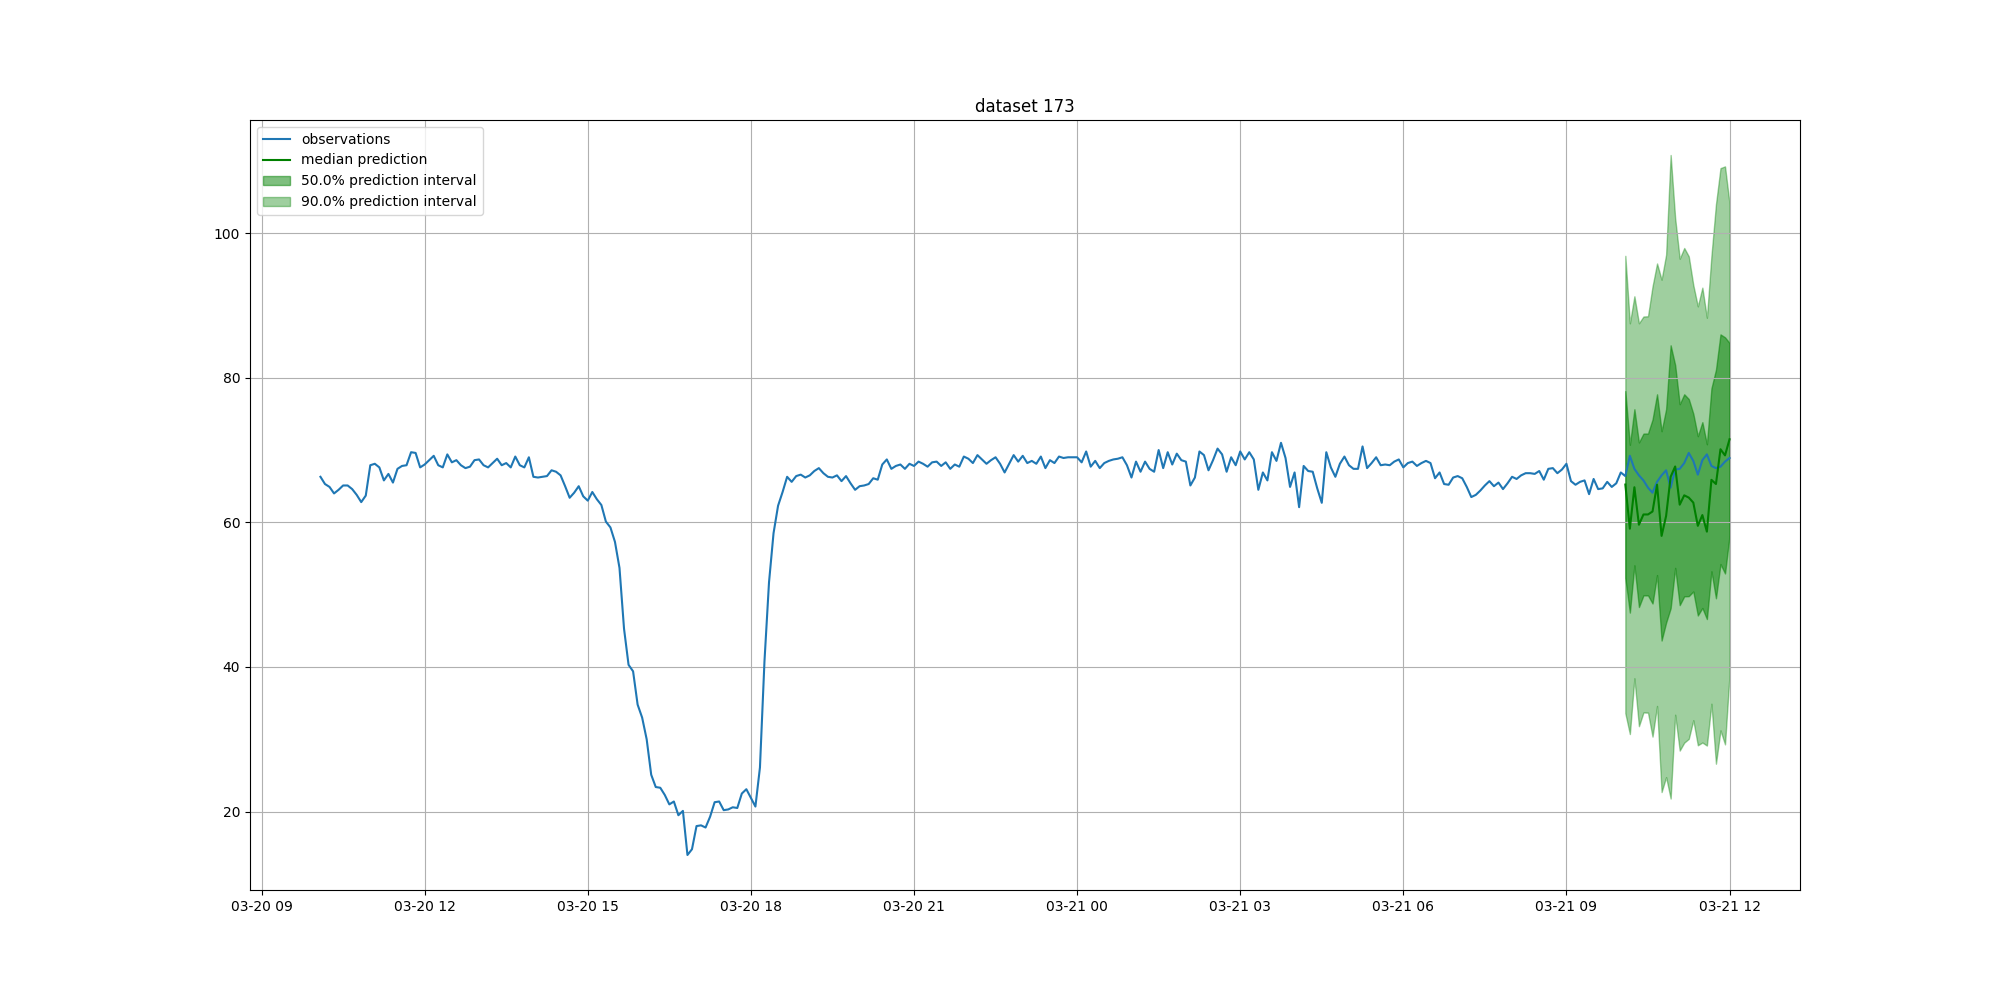 dataset 173
observations
median prediction
50.0% prediction interval
90.0% prediction interval
100
80
60
40
20
03-20 09 03-20 12 03-20 15 03-20 18 03-20 21 03-21 00 03-21 03 03-21 06 03-21 09 03-21 12